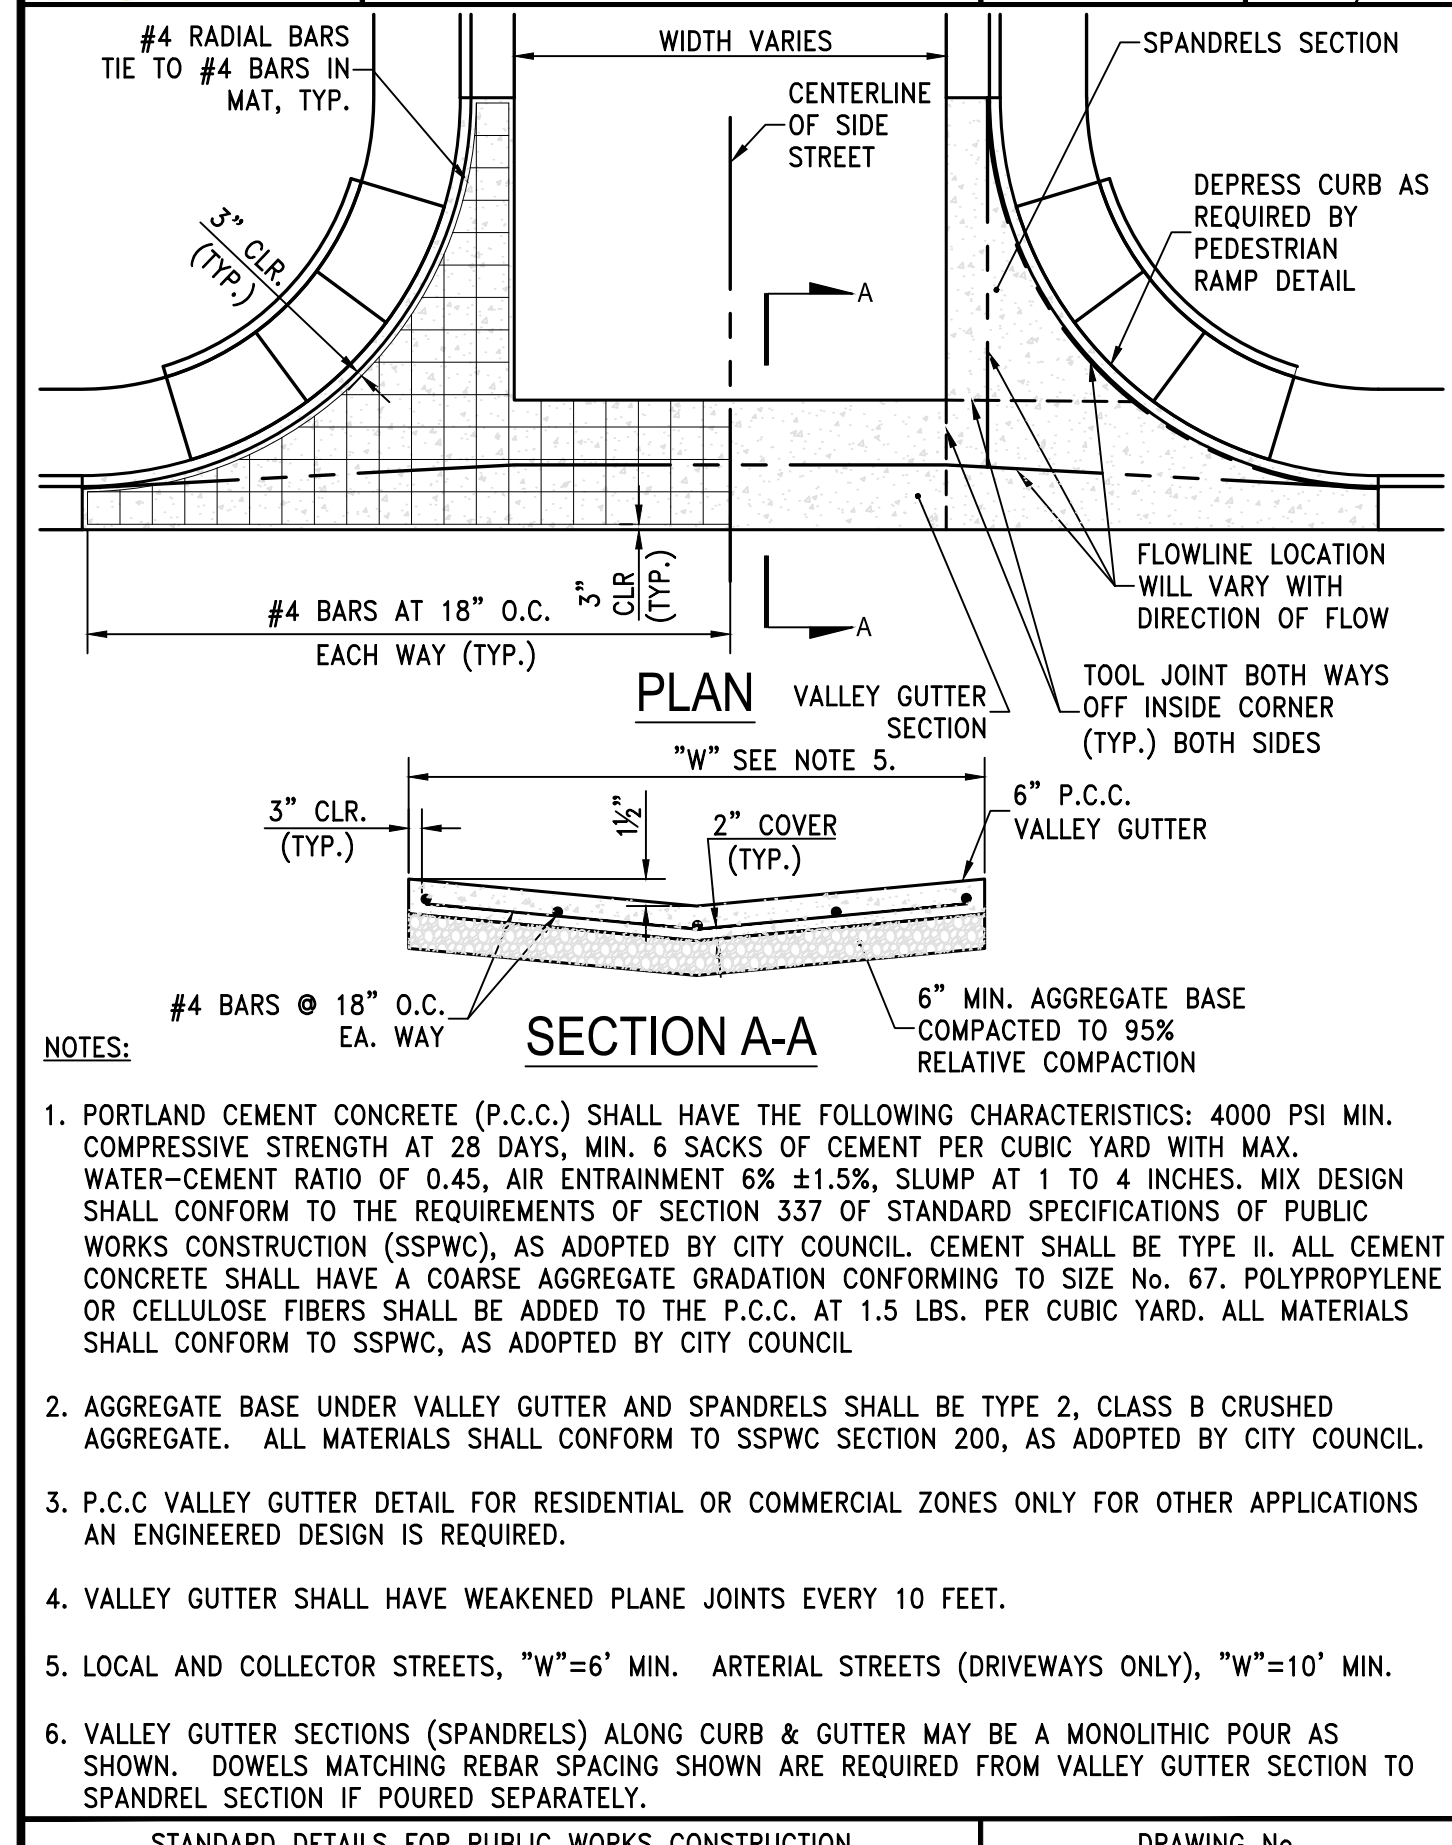 #4 RADIAL BARS
TIE TO #4 BARS IN
MAT, TYP.
WIDTH VARIES
SPANDRELS SECTION
CENTERLINE
OF SIDE
STREET
DEPRESS CURB AS
REQUIRED BY
PEDESTRIAN
RAMP DETAIL
3" CLR.
(TYP.)
A
FLOWLINE LOCATION
WILL VARY WITH
DIRECTION OF FLOW
3"
CLR
(TYP.)
#4 BARS AT 18" O.C.
EACH WAY (TYP.)
A
PLAN
VALLEY GUTTER
SECTION
TOOL JOINT BOTH WAYS
OFF INSIDE CORNER
(TYP.) BOTH SIDES
"W" SEE NOTE 5.
3" CLR.
(TYP.)
1½"
2" COVER
(TYP.)
6" P.C.C.
VALLEY GUTTER
#4 BARS @ 18" O.C.
EA. WAY
SECTION A-A
6" MIN. AGGREGATE BASE
COMPACTED TO 95%
RELATIVE COMPACTION
NOTES:
1. PORTLAND CEMENT CONCRETE (P.C.C.) SHALL HAVE THE FOLLOWING CHARACTERISTICS: 4000 PSI MIN.
COMPRESSIVE STRENGTH AT 28 DAYS, MIN. 6 SACKS OF CEMENT PER CUBIC YARD WITH MAX.
WATER-CEMENT RATIO OF 0.45, AIR ENTRAINMENT 6% ±1.5%, SLUMP AT 1 TO 4 INCHES. MIX DESIGN
SHALL CONFORM TO THE REQUIREMENTS OF SECTION 337 OF STANDARD SPECIFICATIONS OF PUBLIC
WORKS CONSTRUCTION (SSPWC), AS ADOPTED BY CITY COUNCIL. CEMENT SHALL BE TYPE II. ALL CEMENT
CONCRETE SHALL HAVE A COARSE AGGREGATE GRADATION CONFORMING TO SIZE No. 67. POLYPROPYLENE
OR CELLULOSE FIBERS SHALL BE ADDED TO THE P.C.C. AT 1.5 LBS. PER CUBIC YARD. ALL MATERIALS
SHALL CONFORM TO SSPWC, AS ADOPTED BY CITY COUNCIL
2. AGGREGATE BASE UNDER VALLEY GUTTER AND SPANDRELS SHALL BE TYPE 2, CLASS B CRUSHED
AGGREGATE. ALL MATERIALS SHALL CONFORM TO SSPWC SECTION 200, AS ADOPTED BY CITY COUNCIL.
3. P.C.C VALLEY GUTTER DETAIL FOR RESIDENTIAL OR COMMERCIAL ZONES ONLY FOR OTHER APPLICATIONS
AN ENGINEERED DESIGN IS REQUIRED.
4. VALLEY GUTTER SHALL HAVE WEAKENED PLANE JOINTS EVERY 10 FEET.
5. LOCAL AND COLLECTOR STREETS, "W"=6' MIN. ARTERIAL STREETS (DRIVEWAYS ONLY), "W"=10' MIN.
6. VALLEY GUTTER SECTIONS (SPANDRELS) ALONG CURB & GUTTER MAY BE A MONOLITHIC POUR AS
SHOWN. DOWELS MATCHING REBAR SPACING SHOWN ARE REQUIRED FROM VALLEY GUTTER SECTION TO
SPANDREL SECTION IF POURED SEPARATELY.
STANDARD DETAILS FOR PUBLIC WORKS CONSTRUCTION
DRAWING No.